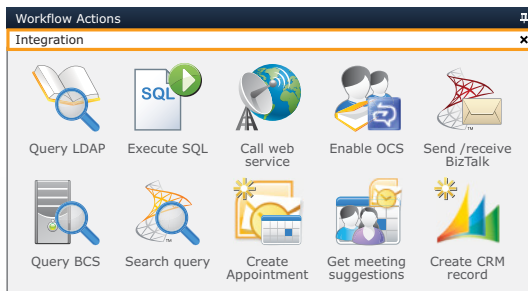 Workflow Actions
Integration
SQL
Query LDAP Execute SQL Call web service Enable OCS Send /receive BizTalk
Query BCS Search query Create Appointment Get meeting suggestions Create CRM record